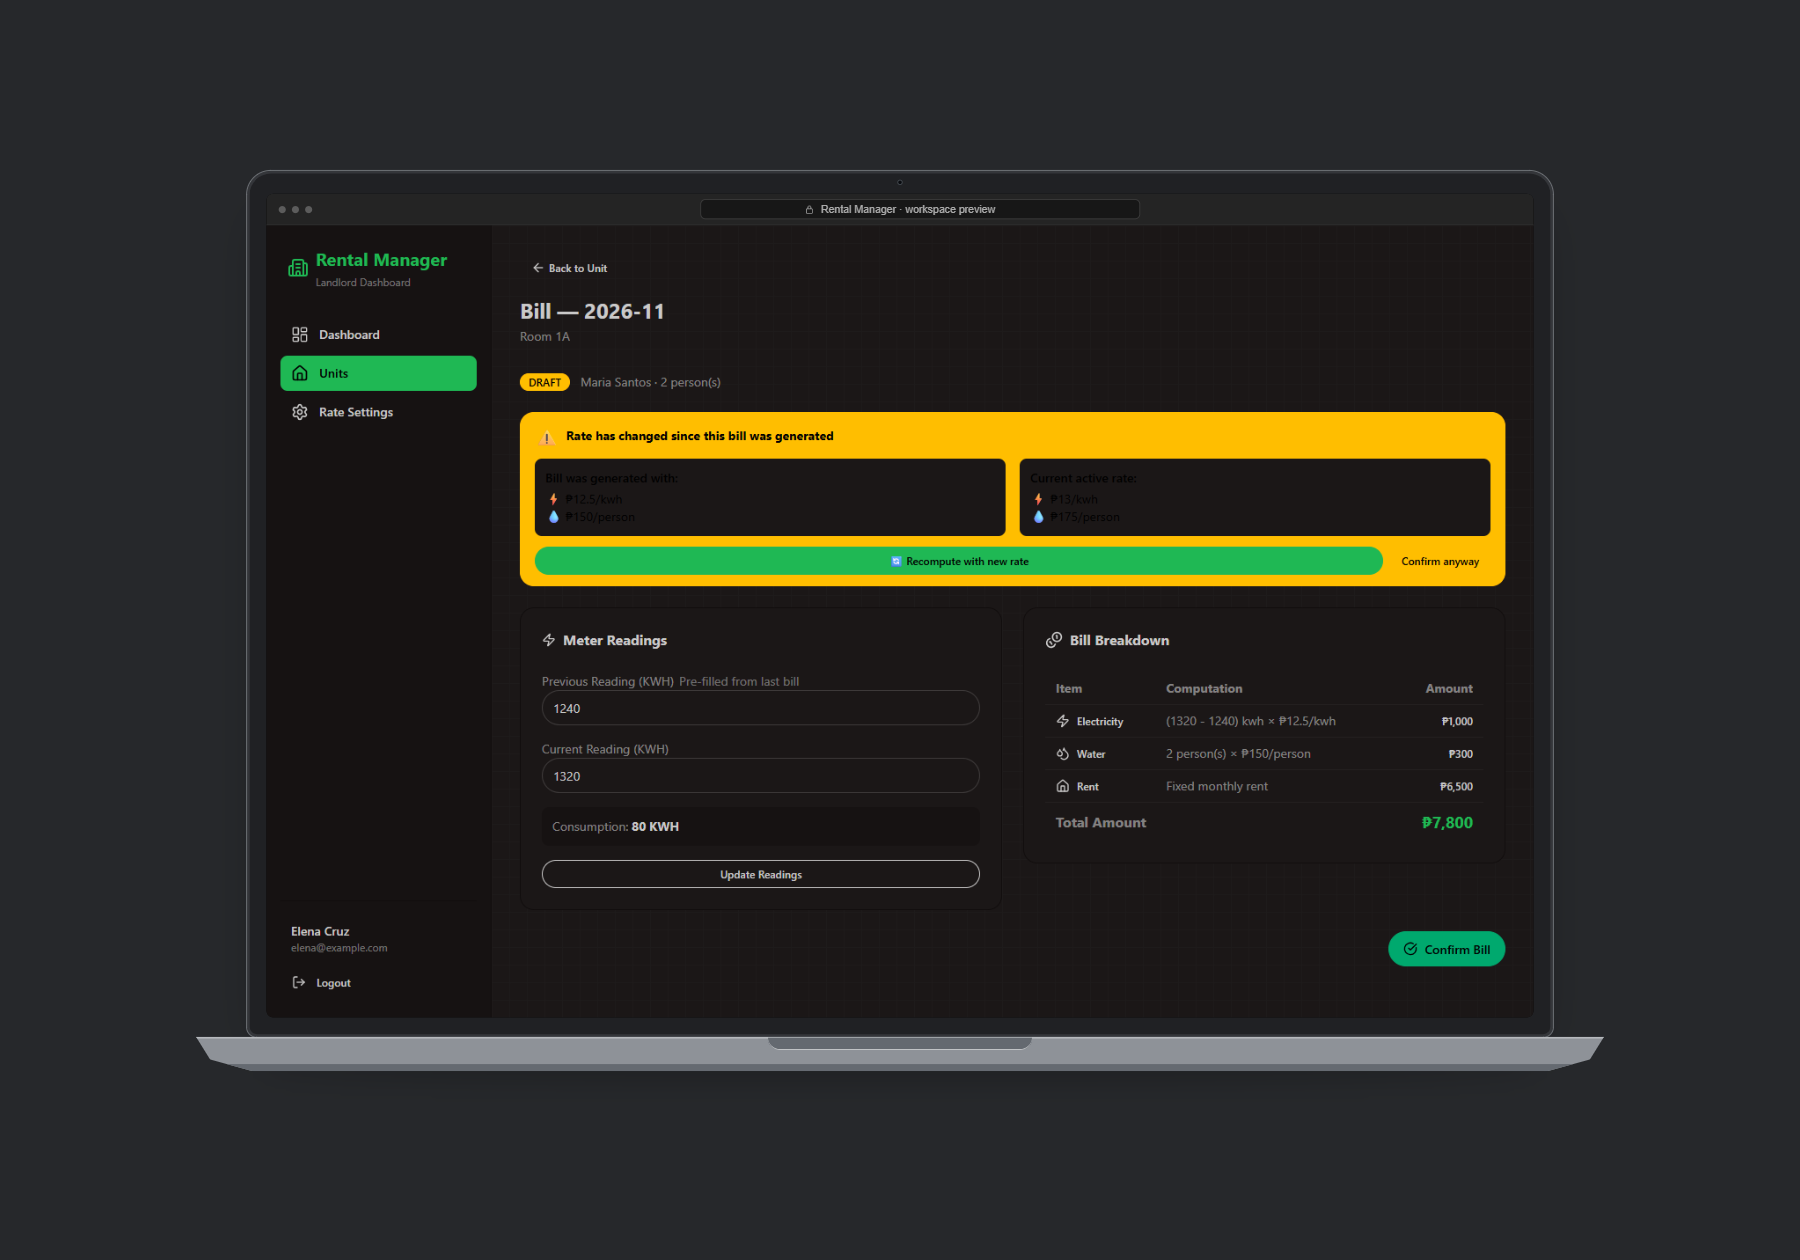 Rental Manager · workspace preview
Rental Manager
Landlord Dashboard
Dashboard
Units
Rate Settings
Elena Cruz
elena@example.com
Logout
Back to Unit
Bill — 2026-11
Room 1A
DRAFT Maria Santos · 2 person(s)
Rate has changed since this bill was generated
Bill was generated with:
₱12.5/kwh
₱150/person
Current active rate:
₱13/kwh
₱175/person
Recompute with new rate
Confirm anyway
Meter Readings
Previous Reading (KWH) Pre-filled from last bill
1240
Current Reading (KWH)
1320
Consumption: 80 KWH
Update Readings
Bill Breakdown
Item Computation Amount
Electricity (1320 - 1240) kwh × ₱12.5/kwh ₱1,000
Water 2 person(s) × ₱150/person ₱300
Rent Fixed monthly rent ₱6,500
Total Amount ₱7,800
Confirm Bill